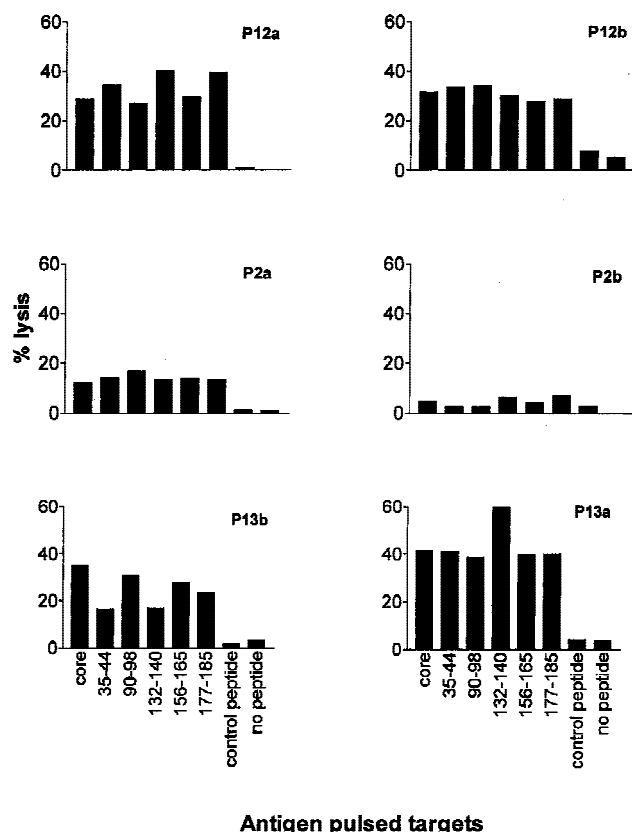 60
40
20
0
P12a
60
40
20
0
P12b
% lysis
60
40
20
0
P2a
60
40
20
0
P2b
60
40
20
0
P13b
core
35-44
90-98
132-140
156-165
177-185
control peptide
no peptide
60
40
20
0
P13a
core
35-44
90-98
132-140
156-165
177-185
control peptide
no peptide
Antigen pulsed targets